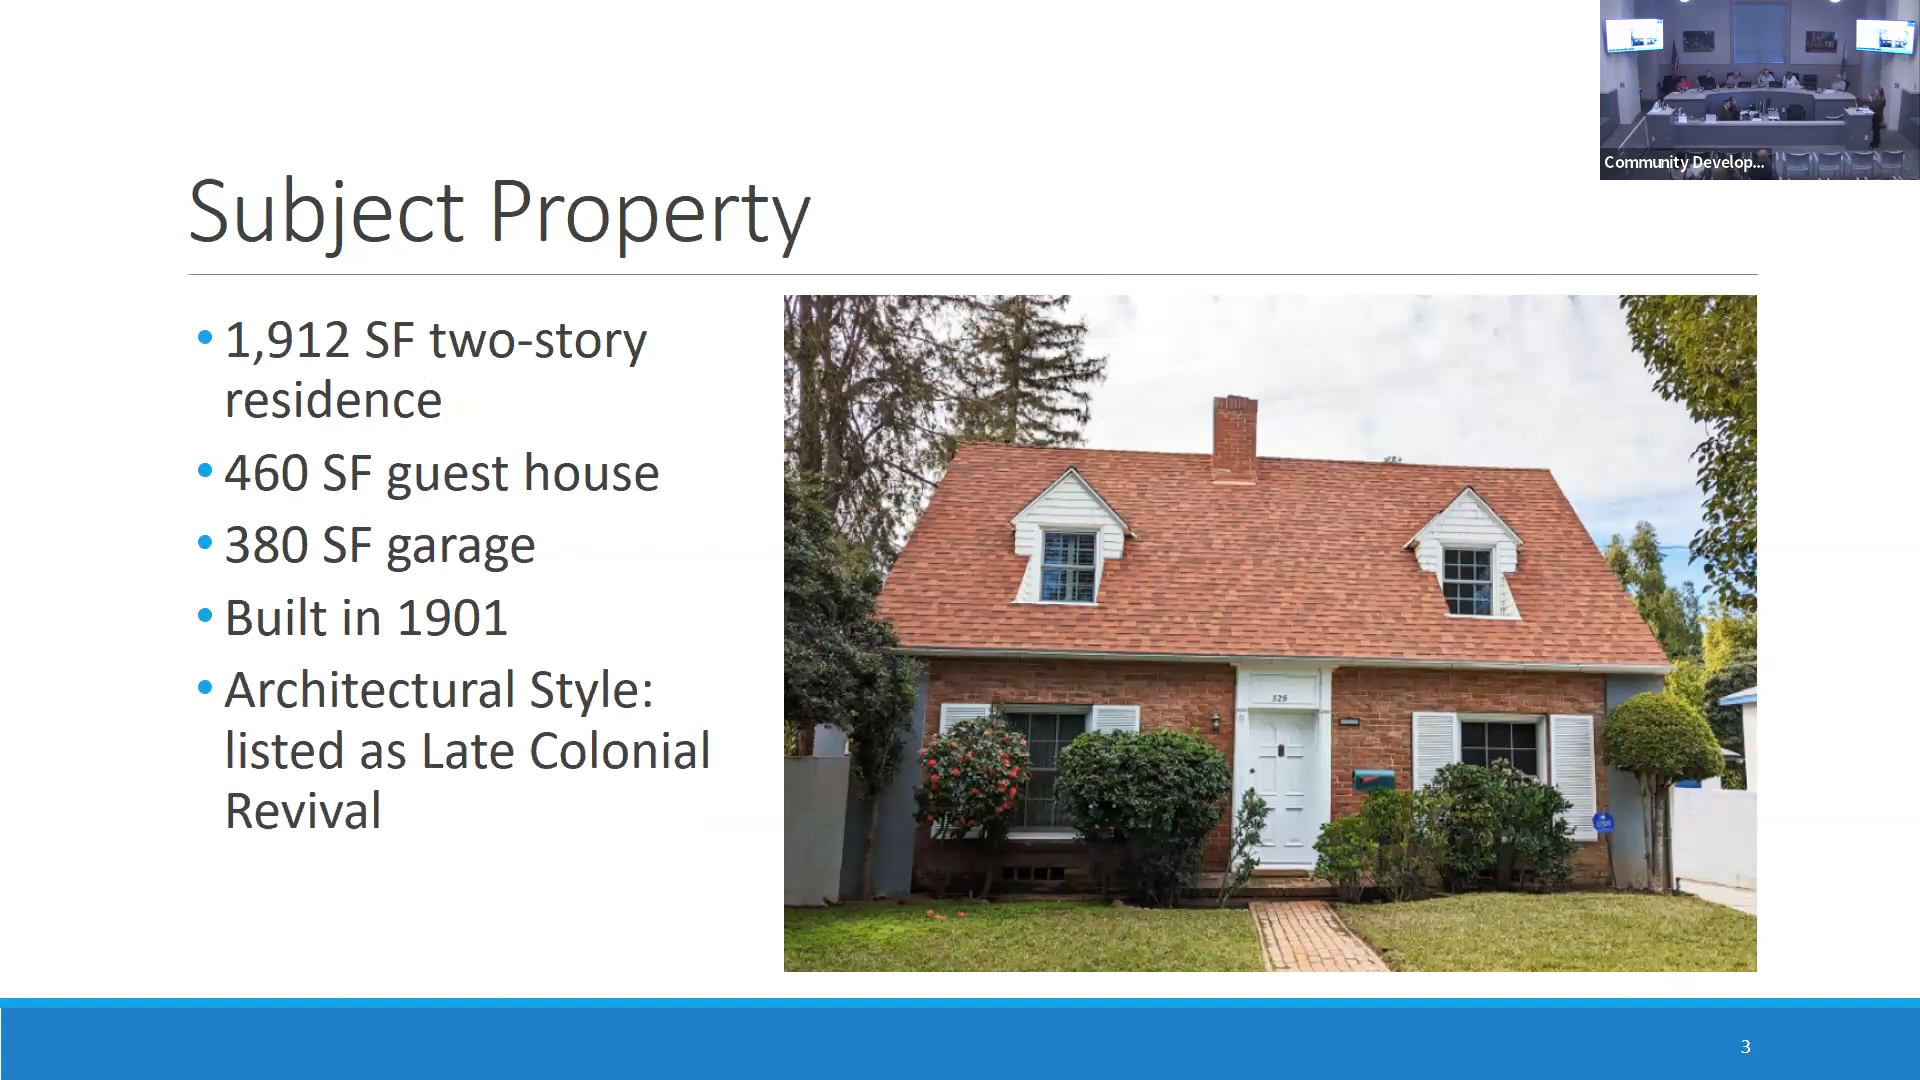 Community Develop...
Subject Property
• 1,912 SF two-story
residence
• 460 SF guest house
• 380 SF garage
• Built in 1901
• Architectural Style:
listed as Late Colonial
Revival
529
3